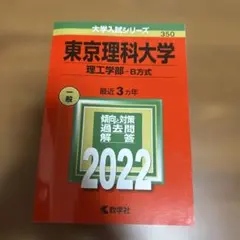 大学入試シリーズ
350
東京理科大学
理工学部-B方式
最近3カ年
一般
傾向と対策
過去問
解答
2022
教学社